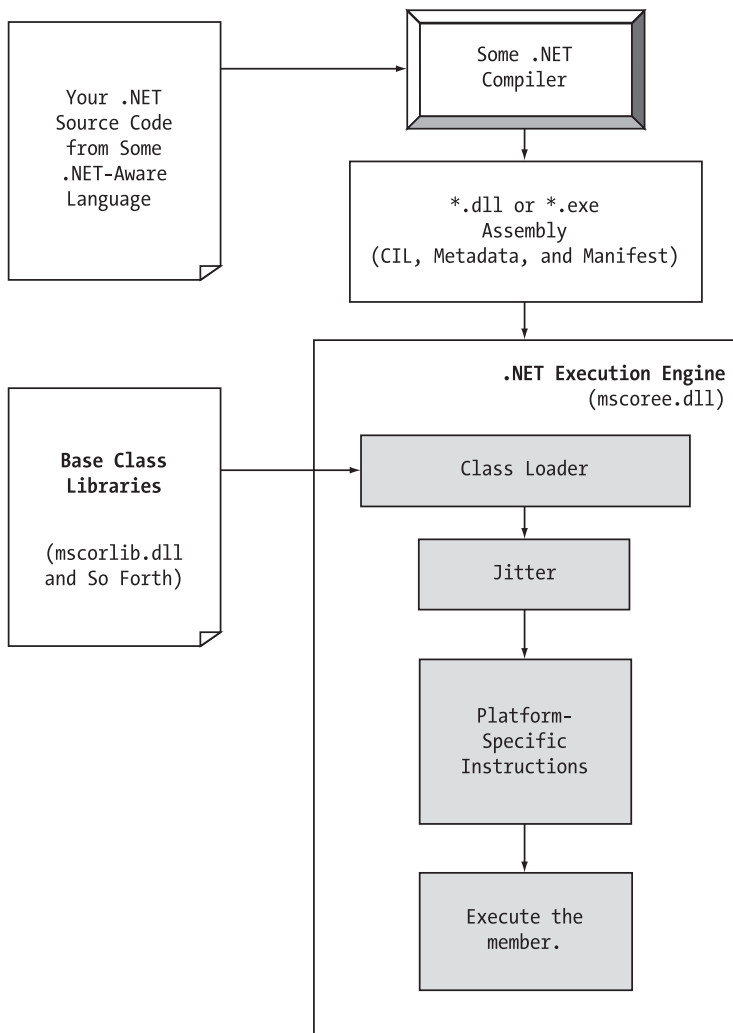 Your .NET
Source Code
from Some
.NET-Aware
Language
Some .NET
Compiler
*.dll or *.exe
Assembly
(CIL, Metadata, and Manifest)
.NET Execution Engine
(mscoree.dll)
Base Class
Libraries
(mscorlib.dll
and So Forth)
Class Loader
Jitter
Platform-
Specific
Instructions
Execute the
member.